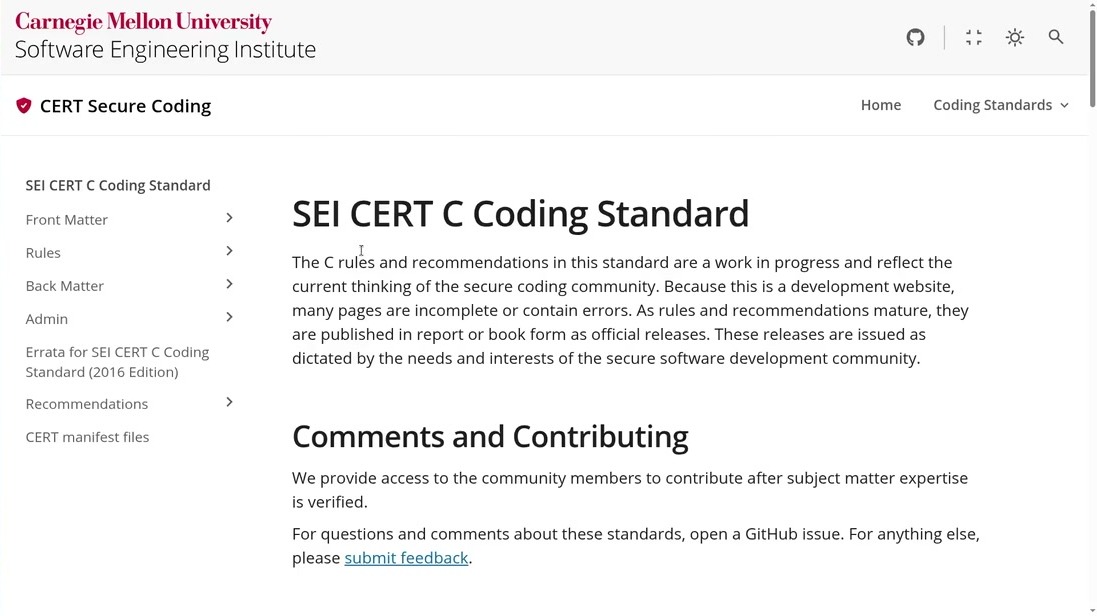 Carnegie Mellon University
Software Engineering Institute
CERT Secure Coding
Home
Coding Standards
SEI CERT C Coding Standard
Front Matter
Rules
Back Matter
Admin
Errata for SEI CERT C Coding
Standard (2016 Edition)
Recommendations
CERT manifest files
SEI CERT C Coding Standard
The C rules and recommendations in this standard are a work in progress and reflect the
current thinking of the secure coding community. Because this is a development website,
many pages are incomplete or contain errors. As rules and recommendations mature, they
are published in report or book form as official releases. These releases are issued as
dictated by the needs and interests of the secure software development community.
Comments and Contributing
We provide access to the community members to contribute after subject matter expertise
is verified.
For questions and comments about these standards, open a GitHub issue. For anything else,
please submit feedback.